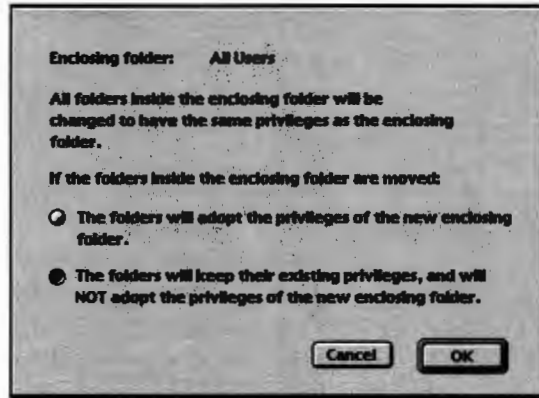 Enclosing folder: All Users
All folders inside the enclosing folder will be
changed to have the same privileges as the enclosing
folder.
If the folders inside the enclosing folder are moved:
The folders will adopt the privileges of the new enclosing
folder.
The folders will keep their existing privileges, and will
NOT adopt the privileges of the new enclosing folder.
Cancel OK